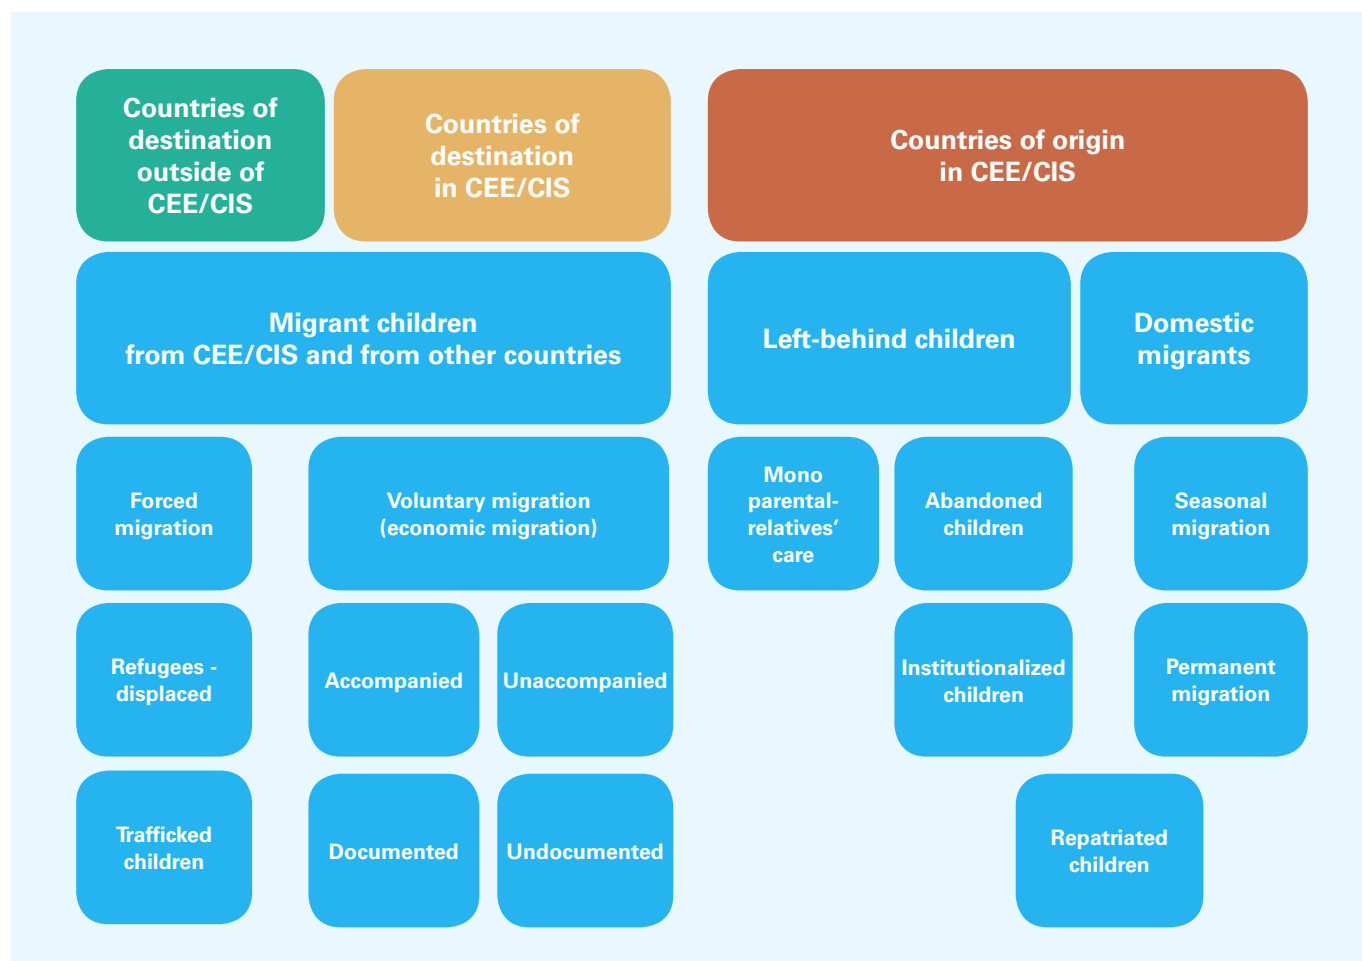 Countries of
destination
outside of
CEE/CIS
Countries of
destination
in CEE/CIS
Countries of origin
in CEE/CIS
Migrant children
from CEE/CIS and from other countries
Left-behind children
Domestic
migrants
Forced
migration
Voluntary migration
(economic migration)
Mono
parental-
relatives’
care
Abandoned
children
Seasonal
migration
Refugees -
displaced
Accompanied
Unaccompanied
Institutionalized
children
Permanent
migration
Trafficked
children
Documented
Undocumented
Repatriated
children